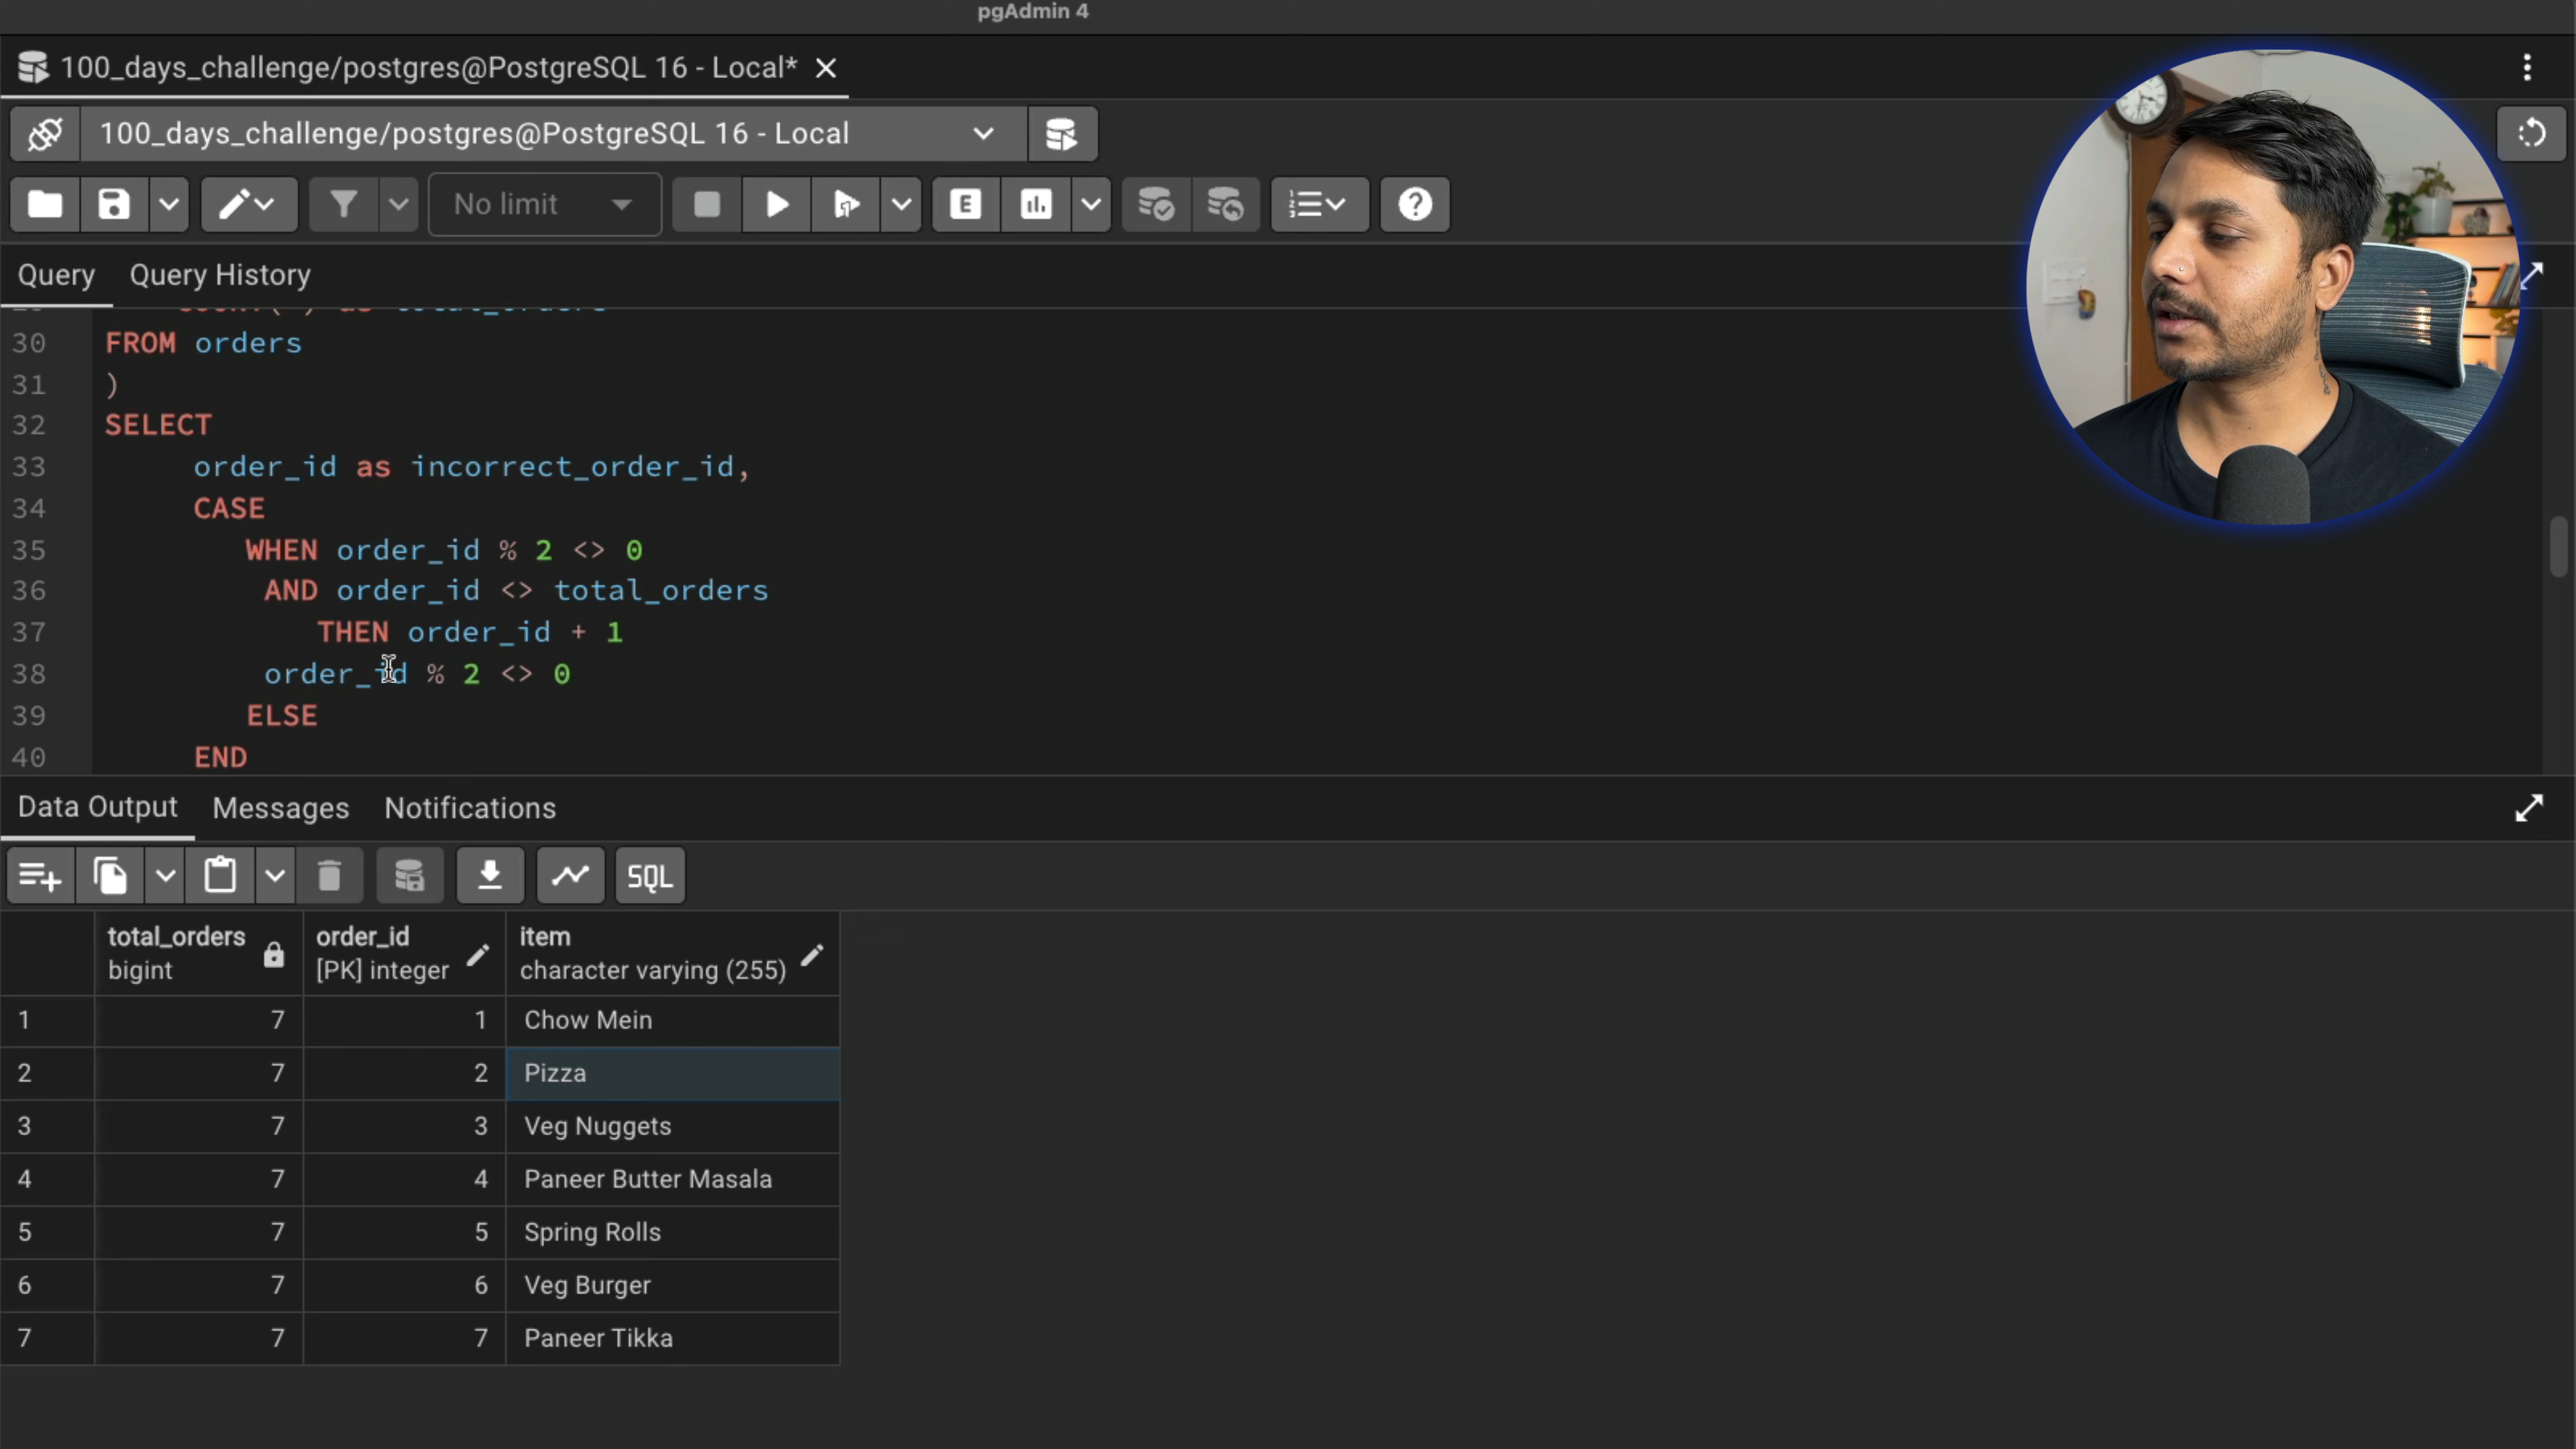 pgAdmin 4
100_days_challenge/postgres@PostgreSQL 16 - Local*
100_days_challenge/postgres@PostgreSQL 16 - Local
No limit
E
Query Query History
30 FROM orders
31 )
32 SELECT
33 order_id as incorrect_order_id,
34 CASE
35 WHEN order_id % 2 <> 0
36 AND order_id <> total_orders
37 THEN order_id + 1
38 order_id % 2 <> 0
39 ELSE
40 END
Data Output Messages Notifications
SQL
total_orders order_id item
bigint [PK] integer character varying (255)
1 7 1 Chow Mein
2 7 2 Pizza
3 7 3 Veg Nuggets
4 7 4 Paneer Butter Masala
5 7 5 Spring Rolls
6 7 6 Veg Burger
7 7 7 Paneer Tikka